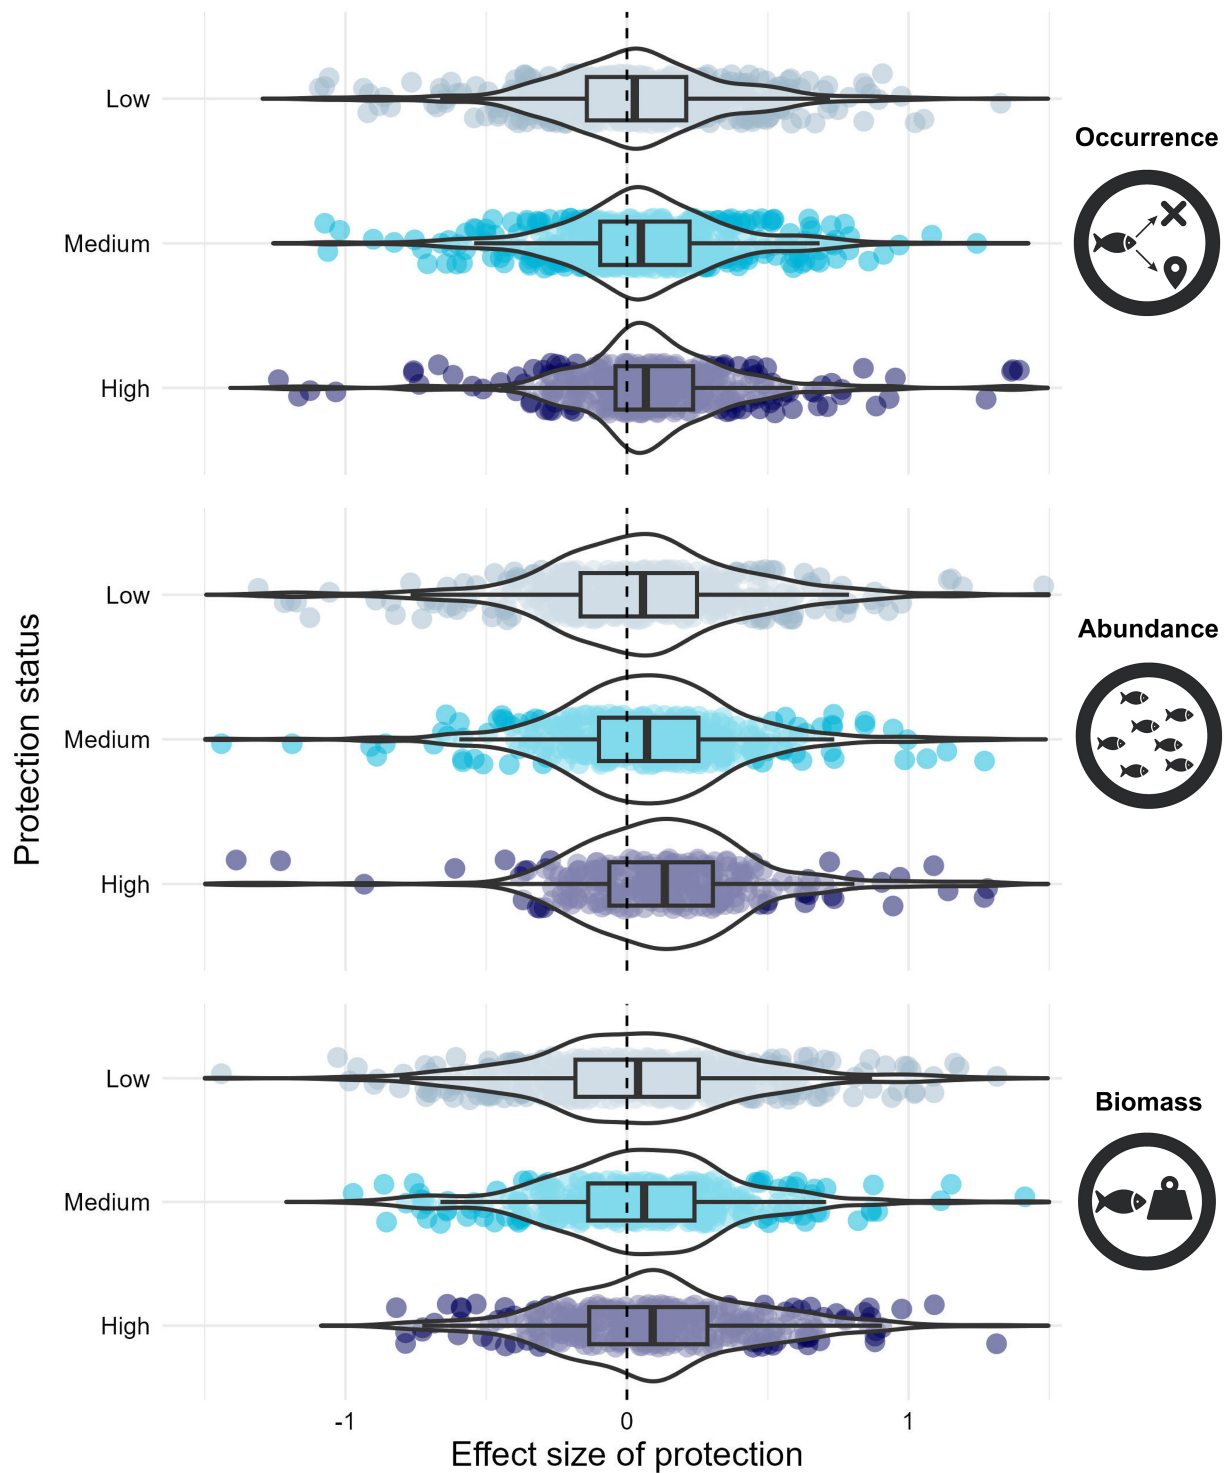 Low
Medium
High
Occurrence
Protection status
Low
Medium
High
Abundance
Low
Medium
High
Biomass
-1
0
1
Effect size of protection